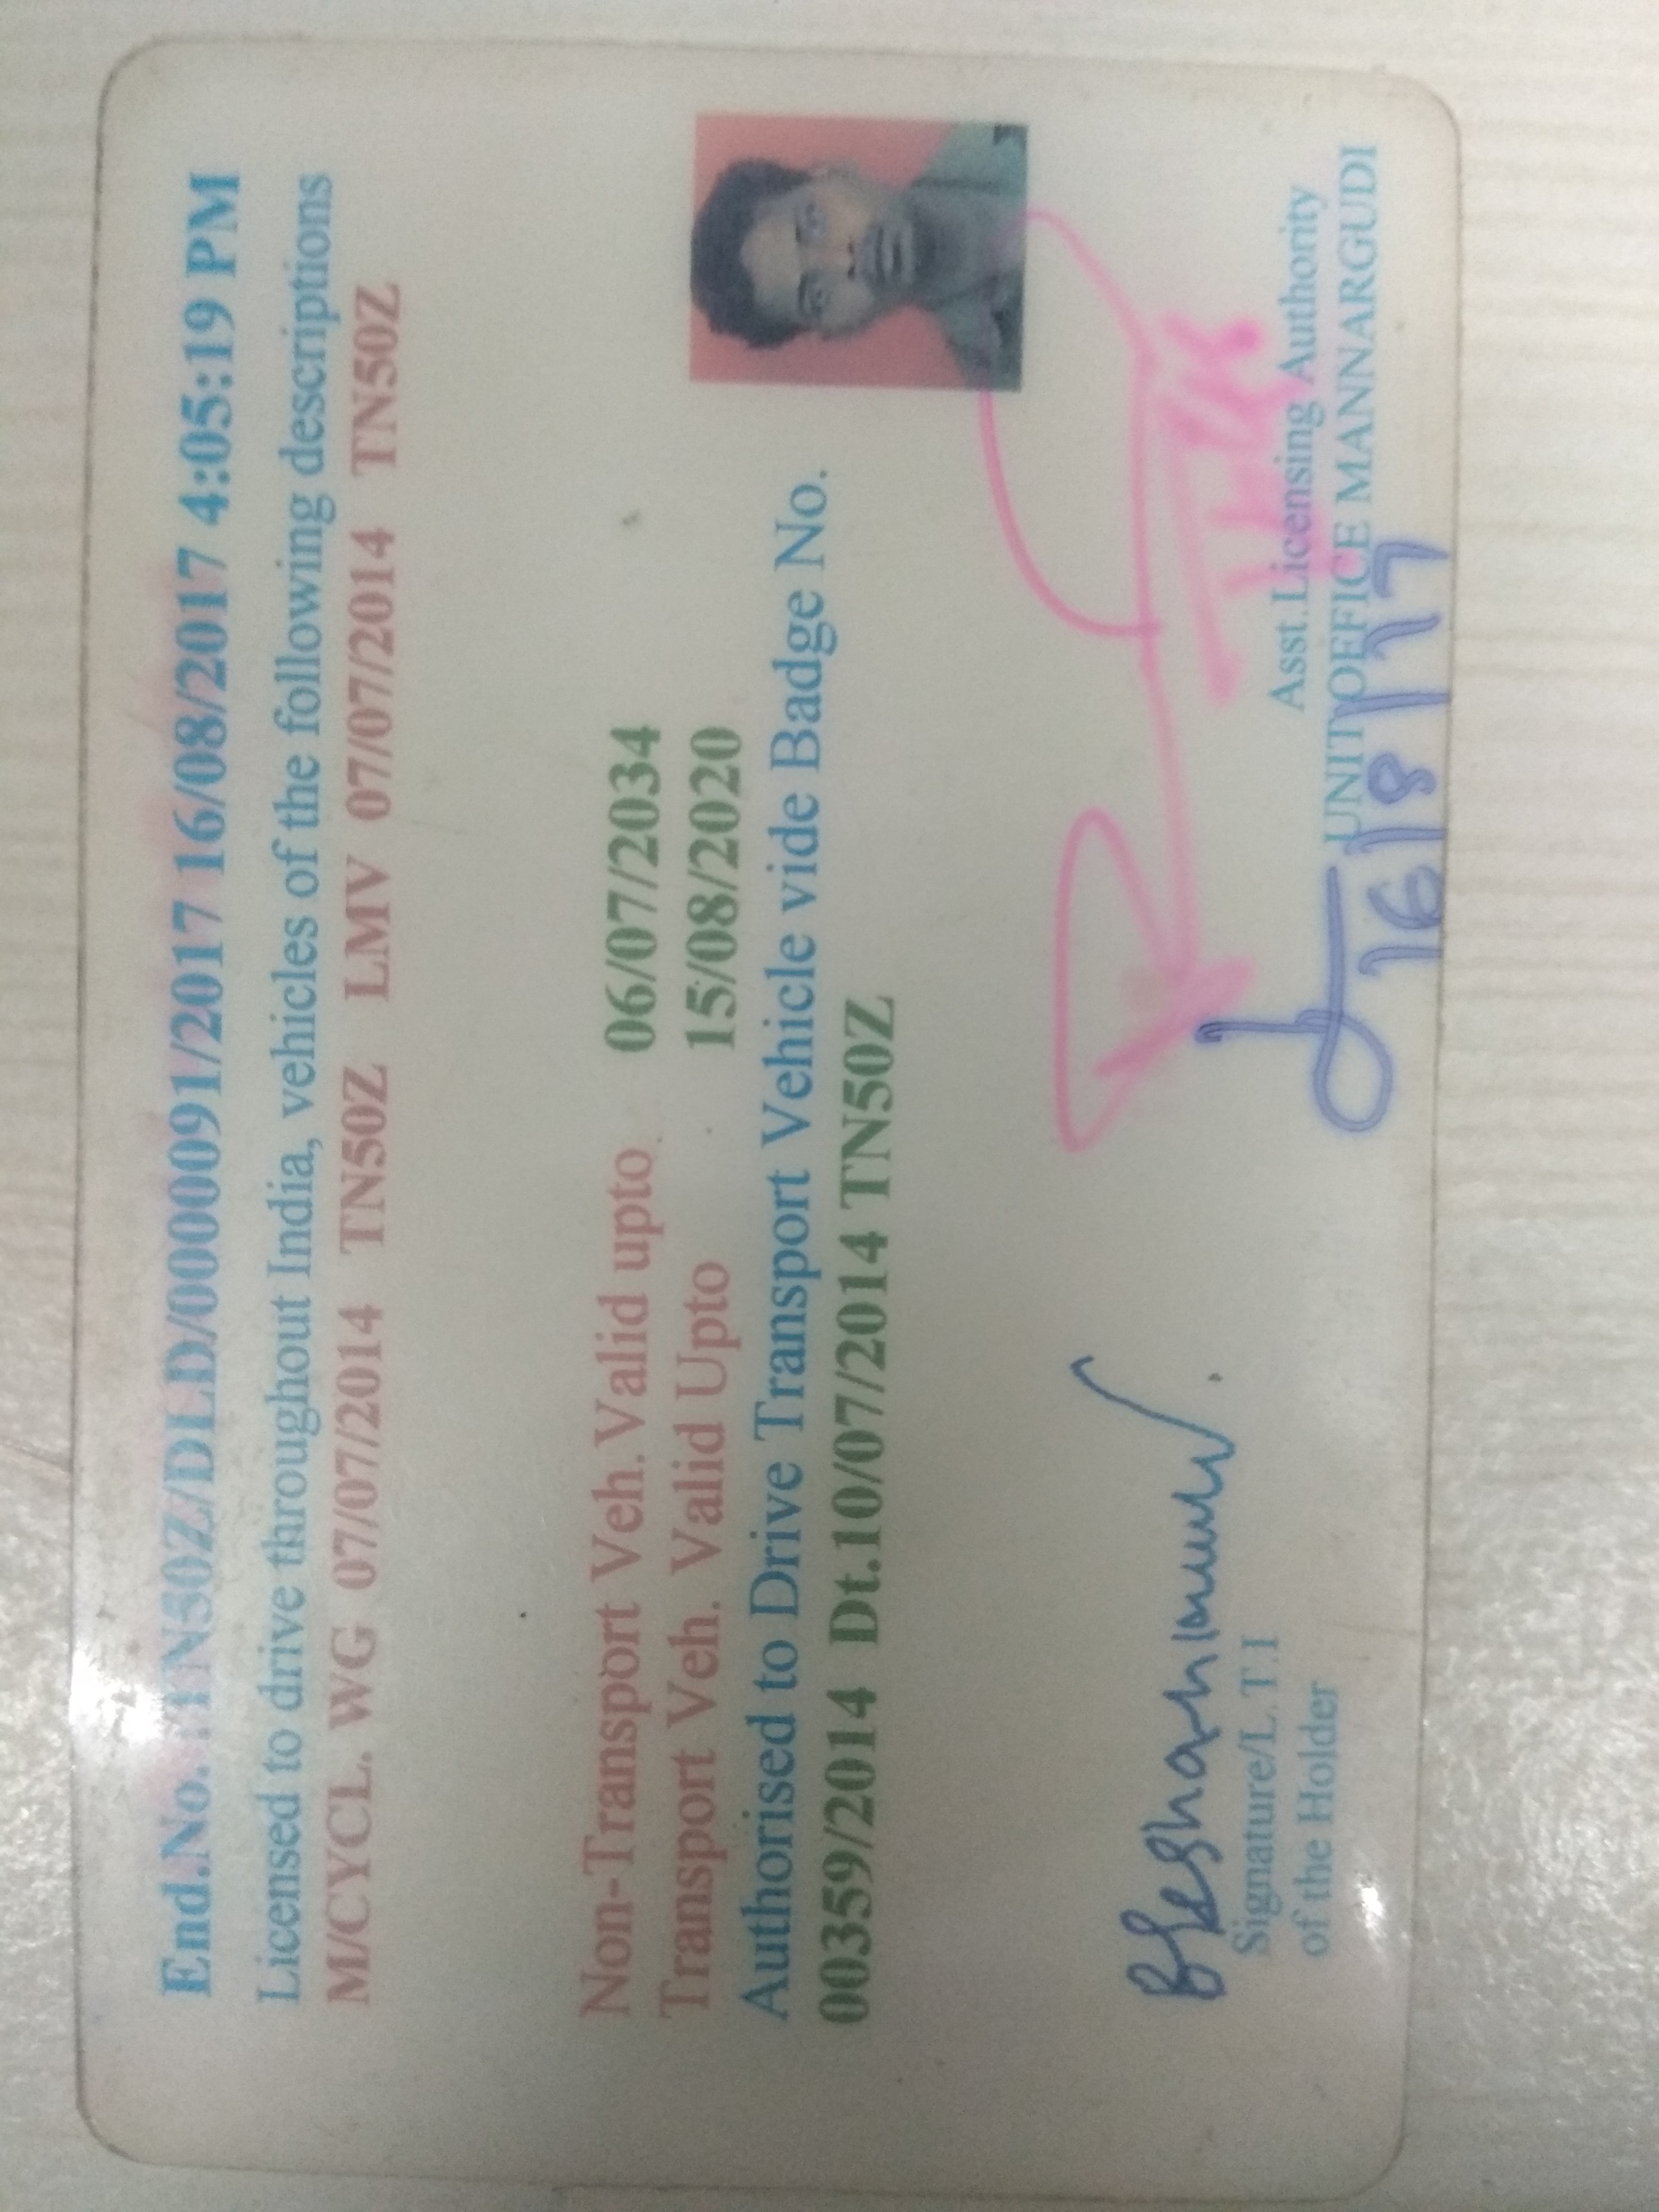 End.No. TN50Z/DLD/0000091/2017 16/08/2017 4:05:19 PM
Licensed to drive throughout India, vehicles of the following descriptions
M/CYCL. WG 07/07/2014 TN50Z LMV 07/07/2014 TN50Z
Non-Transport Veh.Valid upto 06/07/2034
Transport Veh. Valid Upto 15/08/2020
Authorised to Drive Transport Vehicle vide Badge No.
00359/2014 Dt.10/07/2014 TN50Z
Signature/L.T.I
of the Holder
Asst.Licensing Authority
UNIT OFFICE MANNARGUDI
16/8/17